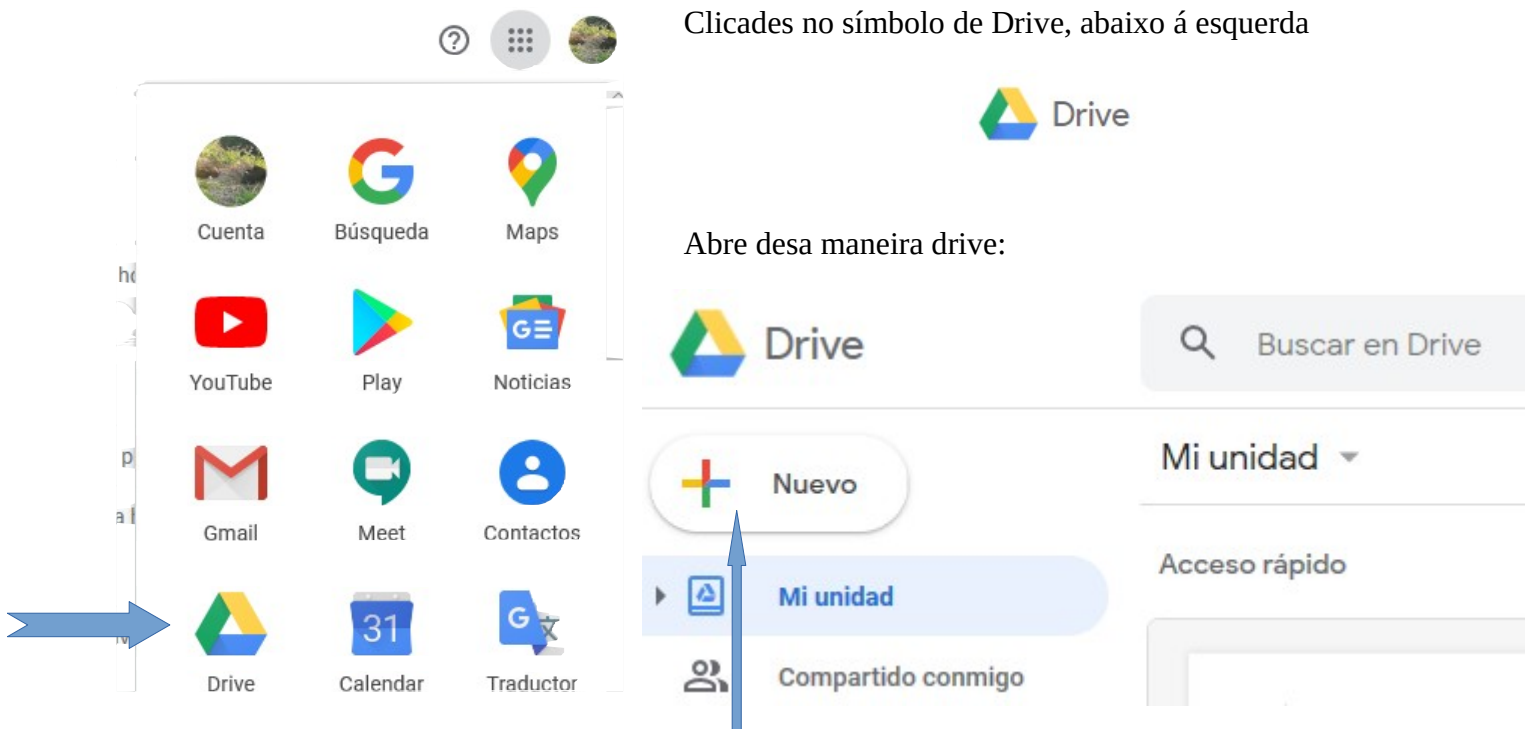 Clicades no símbolo de Drive, abaixo á esquerda
Drive
Cuenta Búsqueda Maps
YouTube Play Noticias
Gmail Meet Contactos
31
Drive Calendar Traductor
Abre desa maneira drive:
Drive
Buscar en Drive
Nuevo
Mi unidad
Compartido conmigo
Mi unidad
Acceso rápido